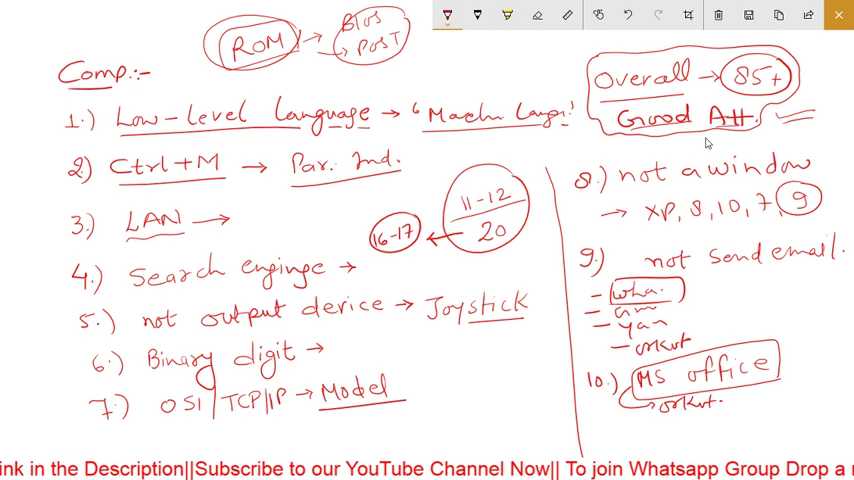 ROM → BIOS
→ POST
Comp.:-
Overall → 85+
Good Att.
1.) Low-level language → "Machn Lang."
2.) Ctrl+M → Par. Ind.
3.) LAN →
11-12
20
16-17
4.) Search enginge →
5.) not output device → Joystick
6.) Binary digit →
7.) OSI/TCP/IP → Model
8.) not a window
→ XP, 8, 10, 7, 9
9.) not send email.
- wha.
- yan
- orkut
10.) MS office
→ orkut.
ink in the Description||Subscribe to our YouTube Channel Now|| To join Whatsapp Group Drop a